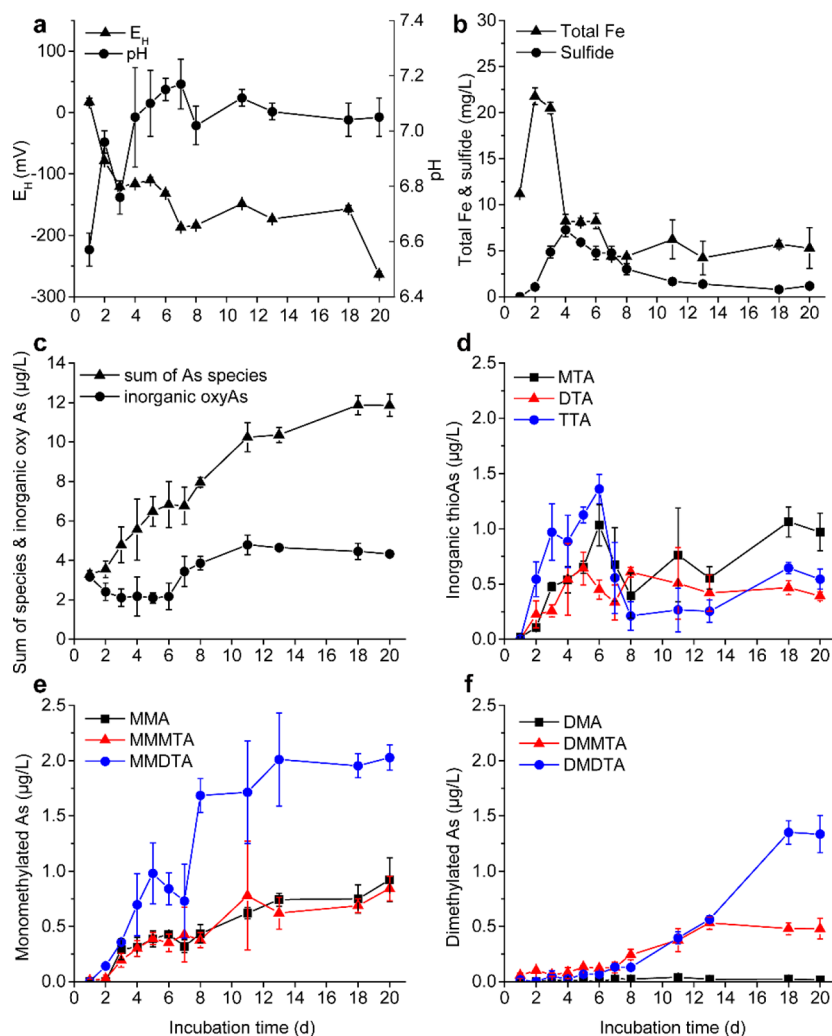 a
E_H
pH
E_H (mV)
100
50
0
-50
-100
-150
-200
-250
-300
7.4
7.2
7.0
6.8
6.6
6.4
pH
0 2 4 6 8 10 12 14 16 18 20
b
Total Fe
Sulfide
Total Fe & sulfide (mg/L)
30
25
20
15
10
5
0
0 2 4 6 8 10 12 14 16 18 20
c
sum of As species
inorganic oxyAs
Sum of species & inorganic oxy As (µg/L)
14
12
10
8
6
4
2
0
0 2 4 6 8 10 12 14 16 18 20
d
MTA
DTA
TTA
Inorganic thioAs (µg/L)
2.5
2.0
1.5
1.0
0.5
0.0
0 2 4 6 8 10 12 14 16 18 20
e
MMA
MMMTA
MMDTA
Monomethylated As (µg/L)
2.5
2.0
1.5
1.0
0.5
0.0
0 2 4 6 8 10 12 14 16 18 20
Incubation time (d)
f
DMA
DMMTA
DMDTA
Dimethylated As (µg/L)
2.5
2.0
1.5
1.0
0.5
0.0
0 2 4 6 8 10 12 14 16 18 20
Incubation time (d)